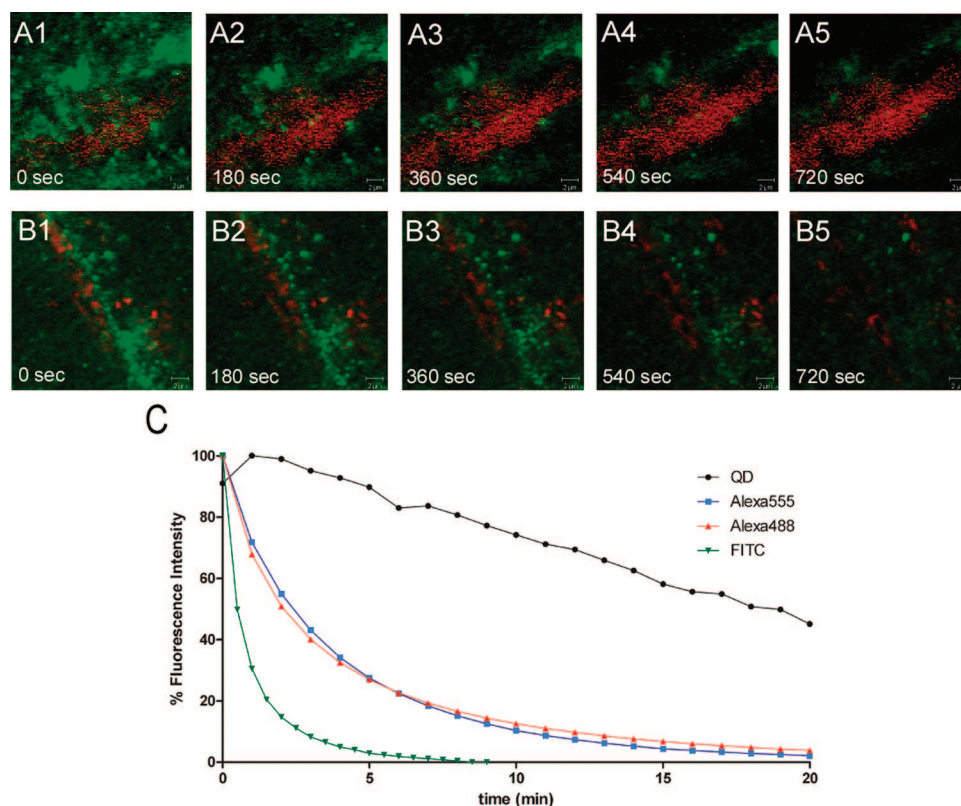 A1 A2 A3 A4 A5
0 sec 180 sec 360 sec 540 sec 720 sec
2 µm 2 µm 2 µm 2 µm 2 µm
B1 B2 B3 B4 B5
0 sec 180 sec 360 sec 540 sec 720 sec
2 µm 2 µm 2 µm 2 µm 2 µm
C
% Fluorescence Intensity
100
80
60
40
20
0
QD
Alexa555
Alexa488
FITC
0 5 10 15 20
time (min)